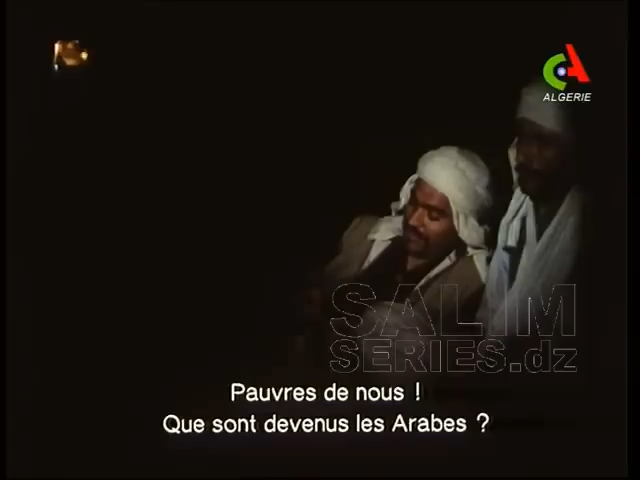 ALGERIE
SALIM
SERIES.dz
Pauvres de nous !
Que sont devenus les Arabes ?